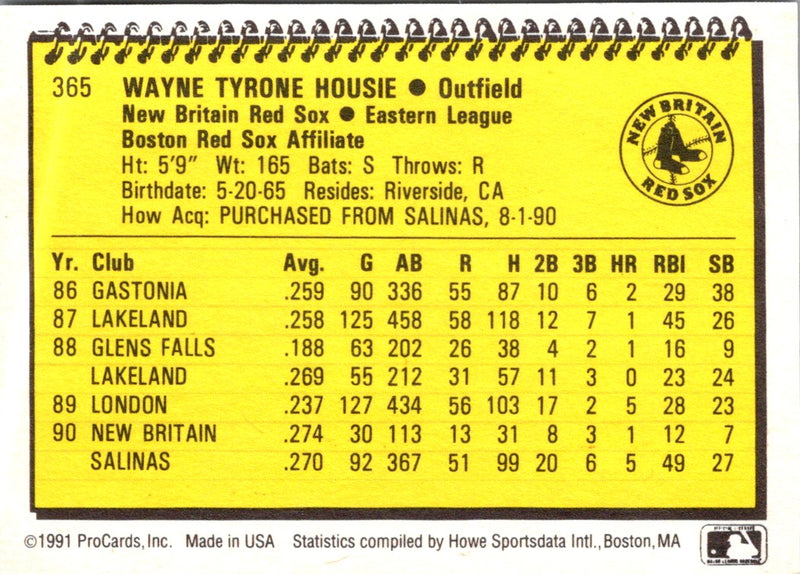 365 WAYNE TYRONE HOUSIE ● Outfield
New Britain Red Sox ● Eastern League
Boston Red Sox Affiliate
Ht: 5'9" Wt: 165 Bats: S Throws: R
Birthdate: 5-20-65 Resides: Riverside, CA
How Acq: PURCHASED FROM SALINAS, 8-1-90
NEW BRITAIN
RED SOX
Yr. Club Avg. G AB R H 2B 3B HR RBI SB
86 GASTONIA .259 90 336 55 87 10 6 2 29 38
87 LAKELAND .258 125 458 58 118 12 7 1 45 26
88 GLENS FALLS .188 63 202 26 38 4 2 1 16 9
LAKELAND .269 55 212 31 57 11 3 0 23 24
89 LONDON .237 127 434 56 103 17 2 5 28 23
90 NEW BRITAIN .274 30 113 13 31 8 3 1 12 7
SALINAS .270 92 367 51 99 20 6 5 49 27
©1991 ProCards, Inc. Made in USA Statistics compiled by Howe Sportsdata Intl., Boston, MA